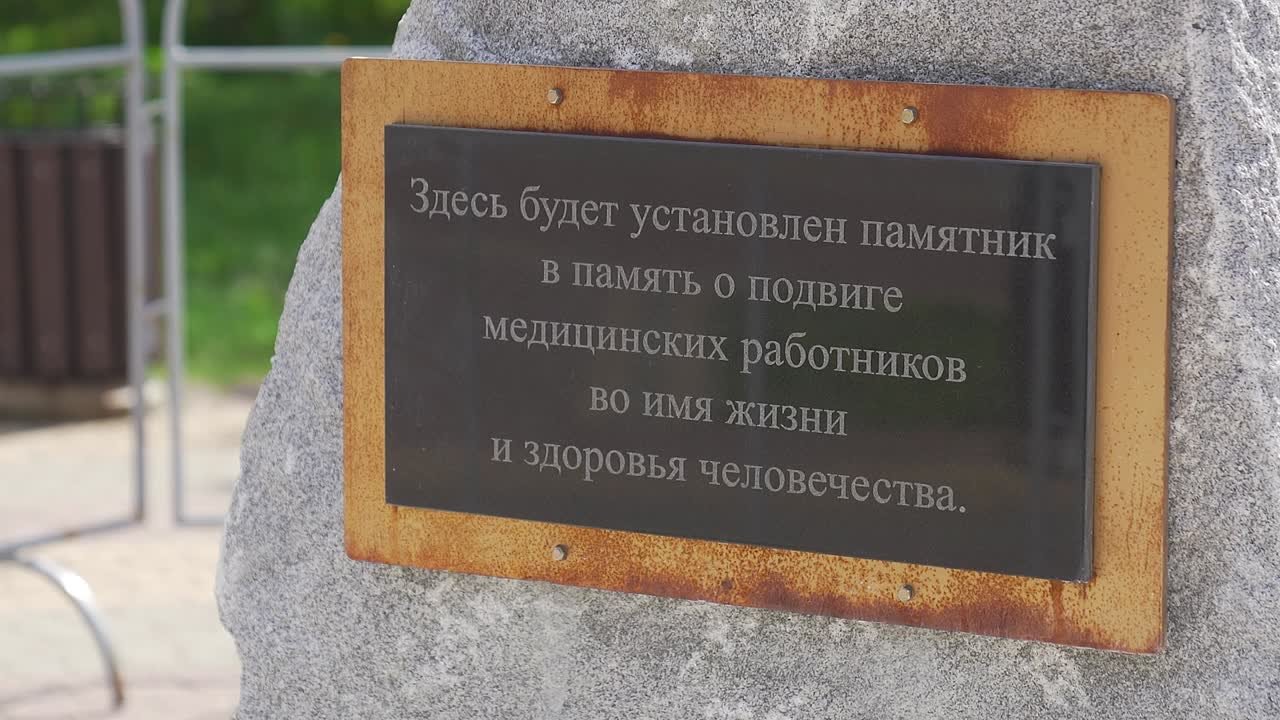 Здесь будет установлен памятник
в память о подвиге
медицинских работников
во имя жизни
и здоровья человечества.